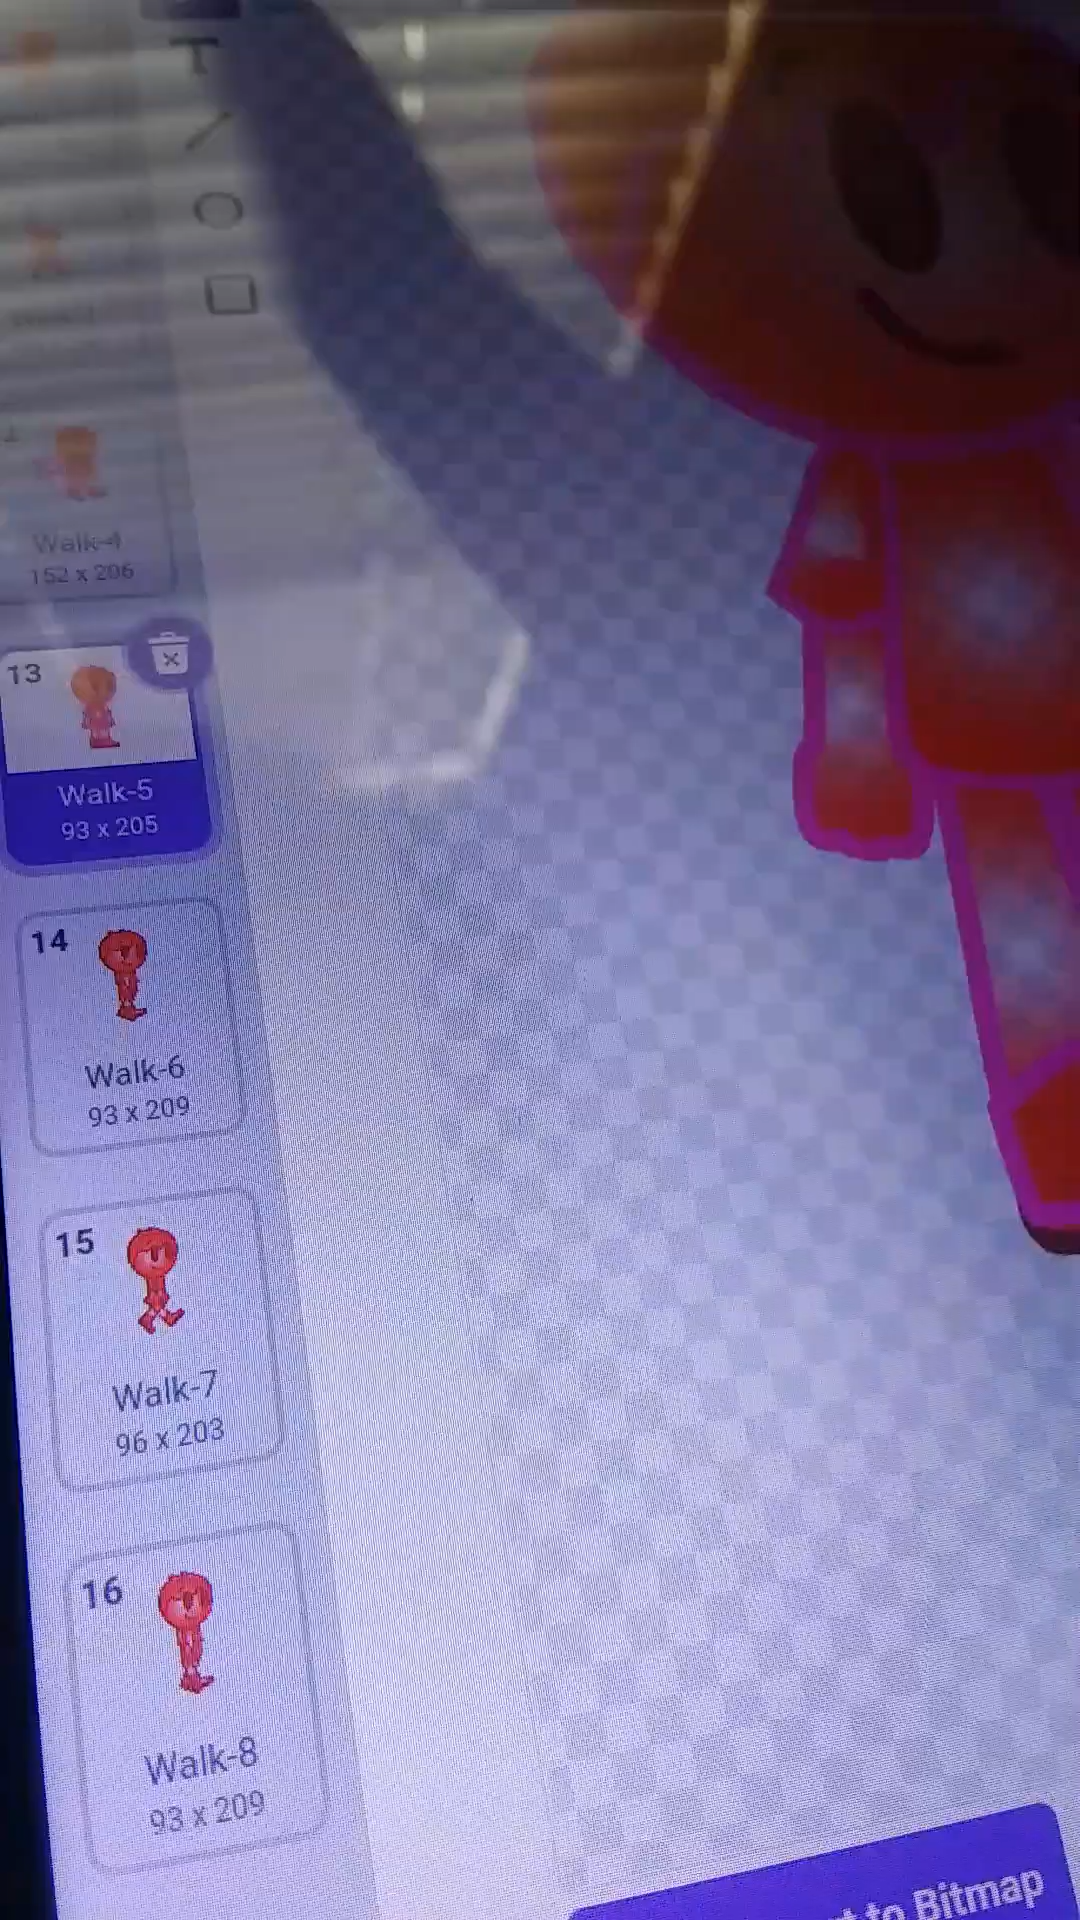 T
Walk-4
152 x 206
13
Walk-5
93 x 205
14
Walk-6
93 x 209
15
Walk-7
96 x 203
16
Walk-8
93 x 209
to Bitmap